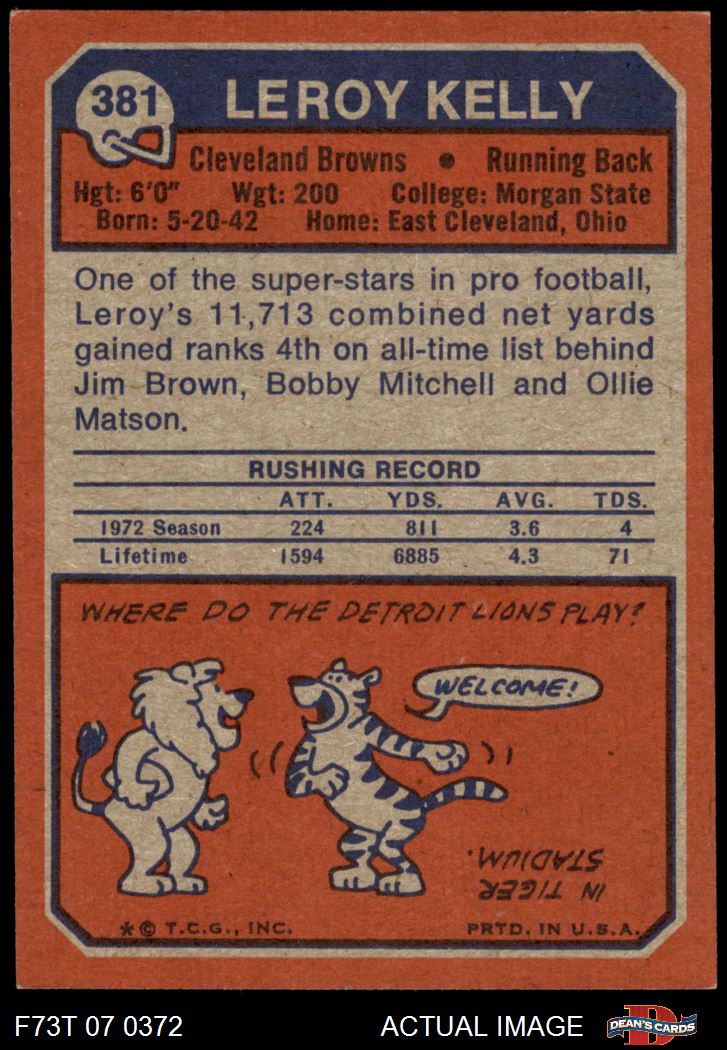 381
LEROY KELLY
Cleveland Browns • Running Back
Hgt: 6'0" Wgt: 200 College: Morgan State
Born: 5-20-42 Home: East Cleveland, Ohio
One of the super-stars in pro football,
Leroy's 11,713 combined net yards
gained ranks 4th on all-time list behind
Jim Brown, Bobby Mitchell and Ollie
Matson.
RUSHING RECORD
ATT. YDS. AVG. TDS.
1972 Season 224 811 3.6 4
Lifetime 1594 6885 4.3 71
WHERE DO THE DETROIT LIONS PLAY?
WELCOME!
IN TIGER
STADIUM.
*© T.C.G., INC. PRTD. IN U.S.A.
F73T 07 0372 ACTUAL IMAGE
D
DEAN'S CARDS